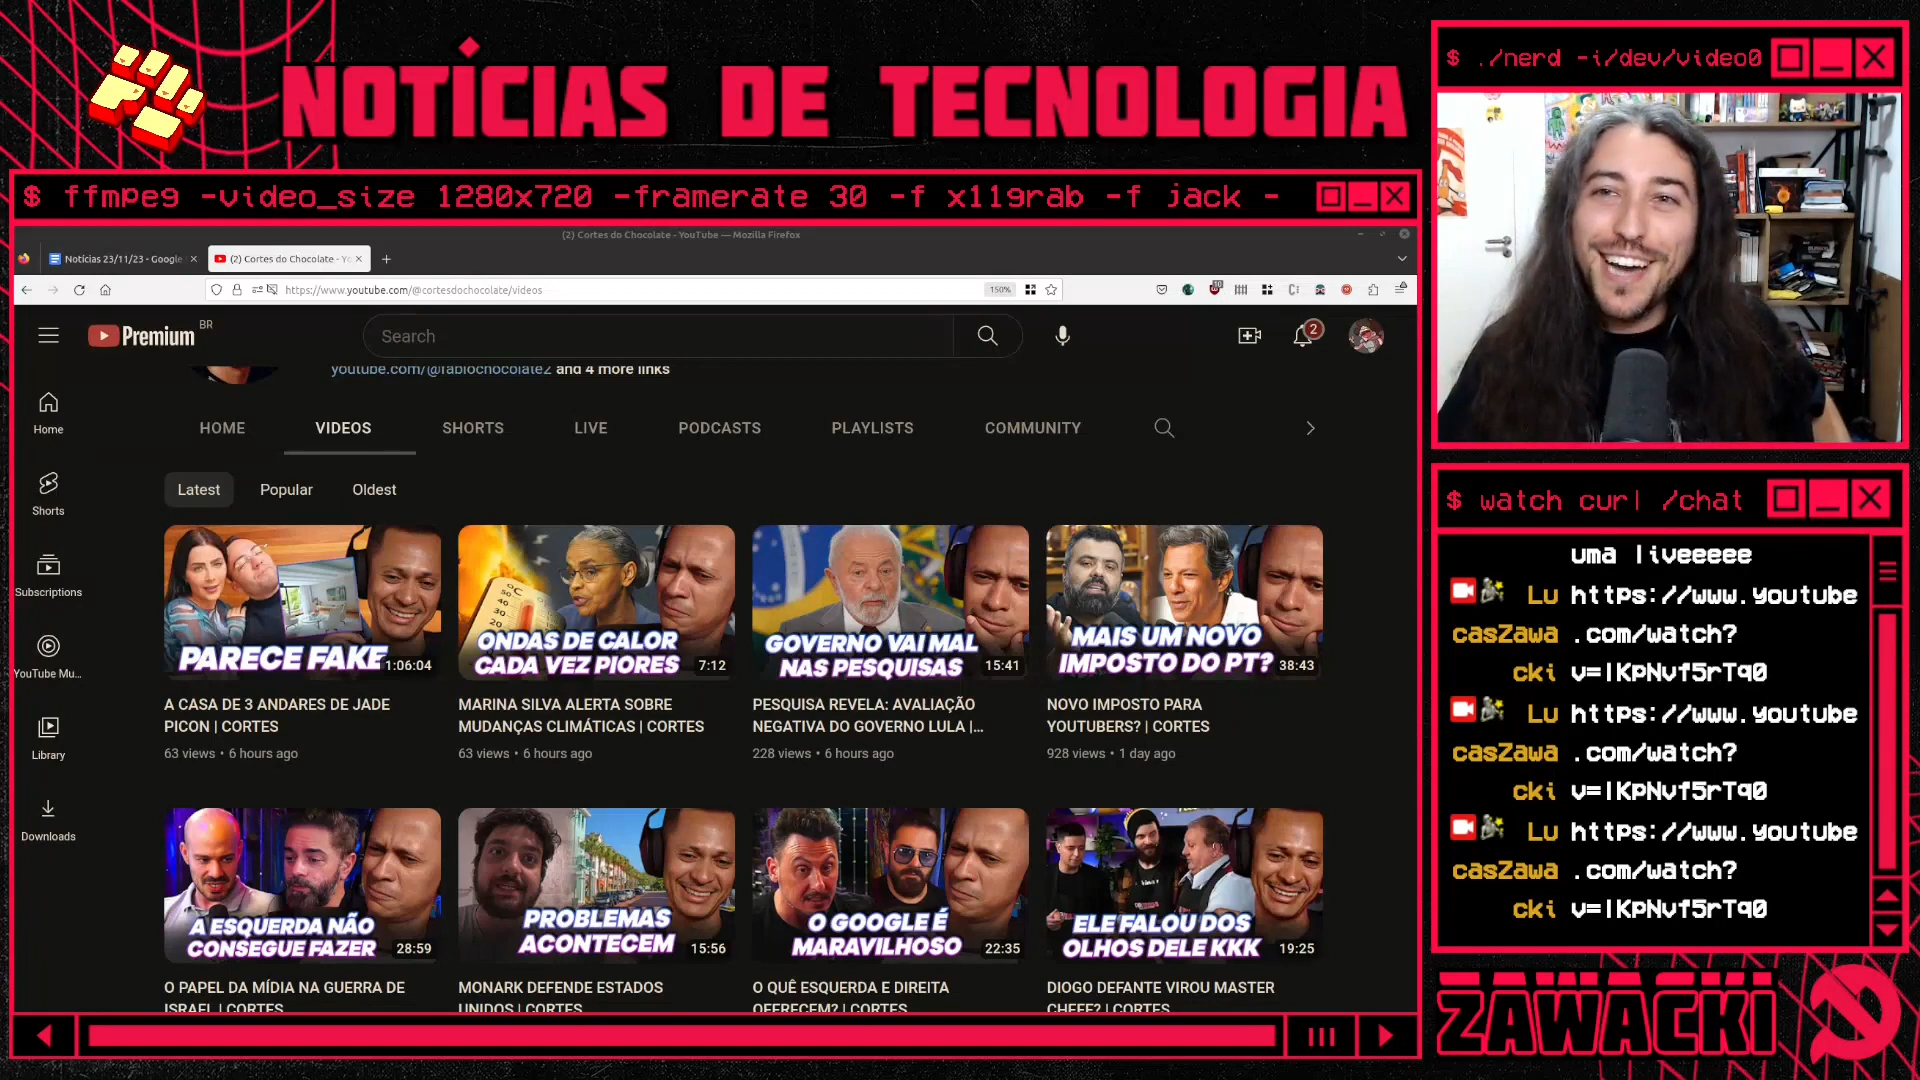 NOTÍCIAS DE TECNOLOGIA
$ ./nerd -i/dev/video0
$ ffmpeg -video_size 1280x720 -framerate 30 -f x11grab -f jack -
(2) Cortes do Chocolate - YouTube — Mozilla Firefox
Notícias 23/11/23 - Google
(2) Cortes do Chocolate - Yo
https://www.youtube.com/@cortesdochocolate/videos
150%
Premium BR
Search
2
youtube.com/@fabiochocolate2 and 4 more links
HOME VIDEOS SHORTS LIVE PODCASTS PLAYLISTS COMMUNITY
Latest Popular Oldest
Home
Shorts
Subscriptions
YouTube Mu...
Library
Downloads
PARECE FAKE
1:06:04
A CASA DE 3 ANDARES DE JADE
PICON | CORTES
63 views • 6 hours ago
ONDAS DE CALOR
CADA VEZ PIORES
7:12
MARINA SILVA ALERTA SOBRE
MUDANÇAS CLIMÁTICAS | CORTES
63 views • 6 hours ago
GOVERNO VAI MAL
NAS PESQUISAS
15:41
PESQUISA REVELA: AVALIAÇÃO
NEGATIVA DO GOVERNO LULA |...
228 views • 6 hours ago
MAIS UM NOVO
IMPOSTO DO PT?
38:43
NOVO IMPOSTO PARA
YOUTUBERS? | CORTES
928 views • 1 day ago
A ESQUERDA NÃO
CONSEGUE FAZER
28:59
O PAPEL DA MÍDIA NA GUERRA DE
ISRAEL | CORTES
PROBLEMAS
ACONTECEM
15:56
MONARK DEFENDE ESTADOS
UNIDOS | CORTES
O GOOGLE É
MARAVILHOSO
22:35
O QUÊ ESQUERDA E DIREITA
OFERECEM? | CORTES
ELE FALOU DOS
OLHOS DELE KKK
19:25
DIOGO DEFANTE VIROU MASTER
CHEFE? | CORTES
$ watch curl /chat
uma liveeeee
Lu https://www.youtube
casZawa .com/watch?
cki v=lKpNvf5rTq0
Lu https://www.youtube
casZawa .com/watch?
cki v=lKpNvf5rTq0
Lu https://www.youtube
casZawa .com/watch?
cki v=lKpNvf5rTq0
ZAWACKI